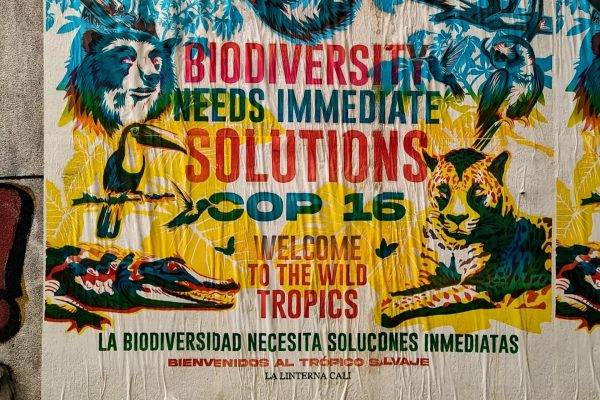 BIODIVERSITY
NEEDS IMMEDIATE
SOLUTIONS
COP 16
WELCOME
TO THE WILD
TROPICS
LA BIODIVERSIDAD NECESITA SOLUCONES INMEDIATAS
BIENVENIDOS AL TRÓPICO SALVAJE
LA LINTERNA CALI